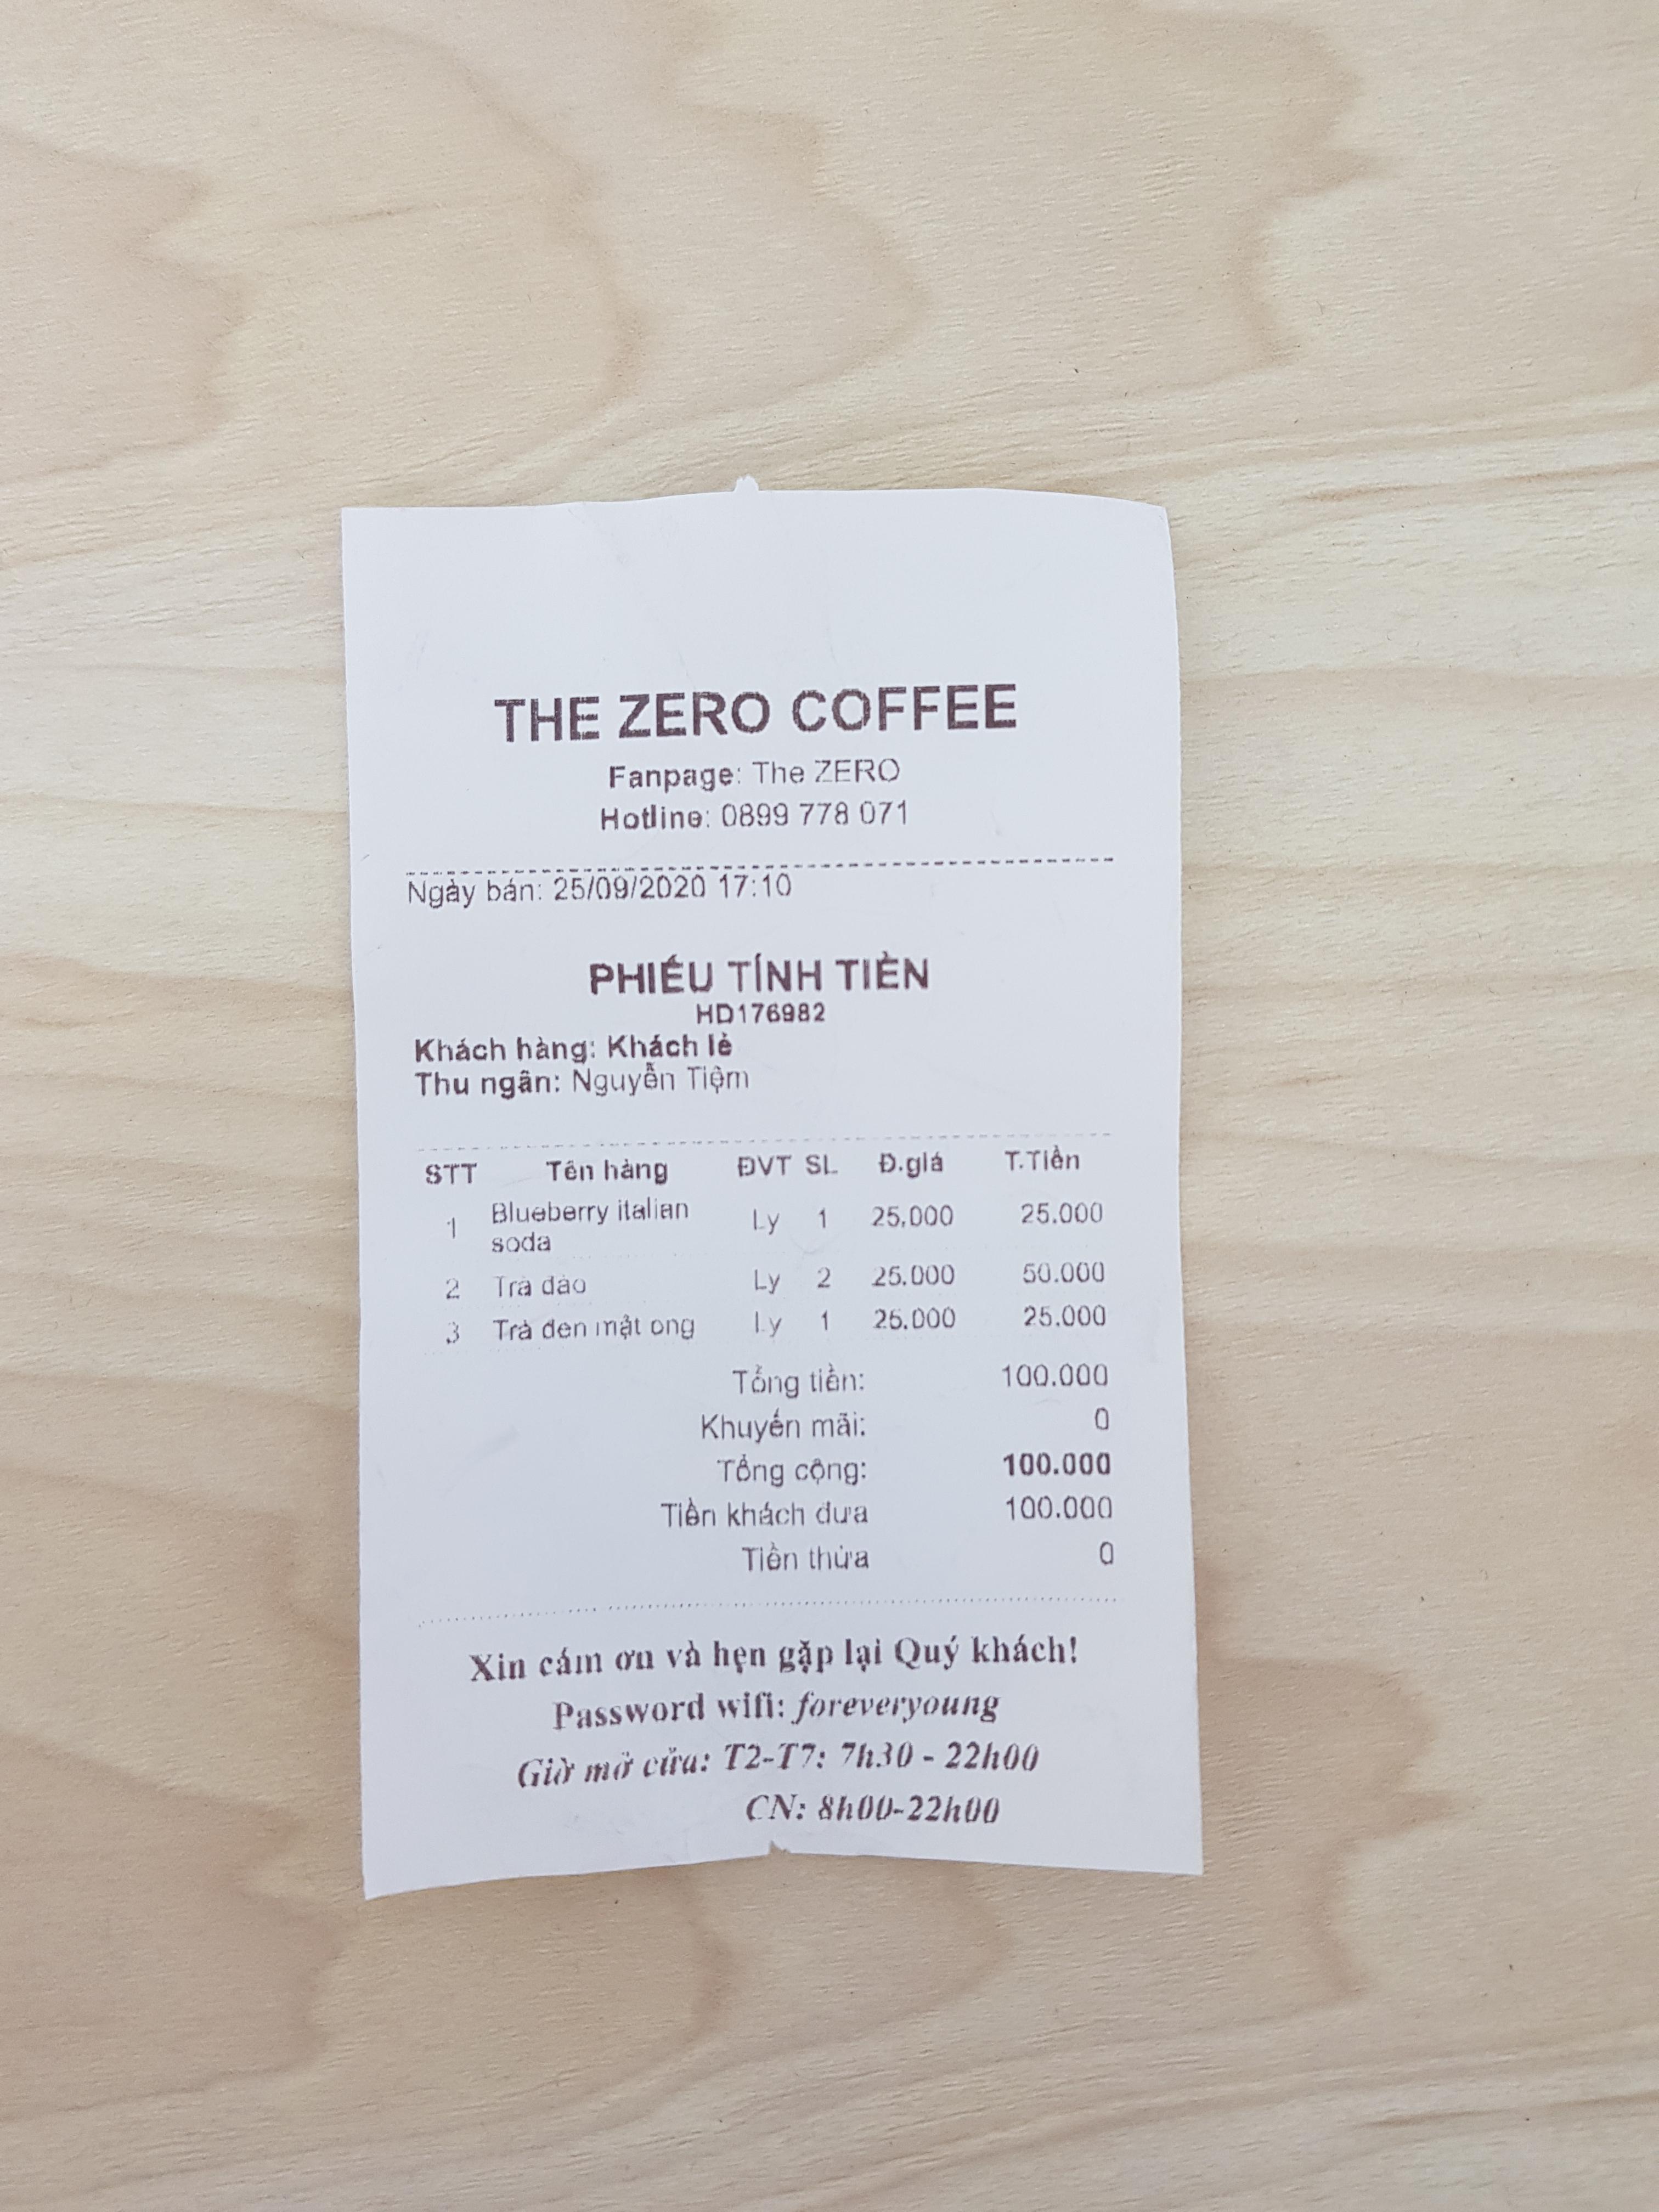 THE ZERO COFFEE
Fanpage: The ZERO
Hotline: 0899 778 071
Ngày bán: 25/09/2020 17:10
PHIẾU TÍNH TIỀN
HD176982
Khách hàng: Khách lẻ
Thu ngân: Nguyễn Tiệm
STT Tên hàng ĐVT SL Đ.giá T.Tiền
1 Blueberry italian soda Ly 1 25,000 25.000
2 Trà đào Ly 2 25.000 50.000
3 Trà đen mật ong Ly 1 25.000 25.000
Tổng tiền: 100.000
Khuyến mãi: 0
Tổng cộng: 100.000
Tiền khách đưa 100.000
Tiền thừa 0
Xin cám ơn và hẹn gặp lại Quý khách!
Password wifi: foreveryoung
Giờ mở cửa: T2-T7: 7h30 - 22h00
CN: 8h00-22h00